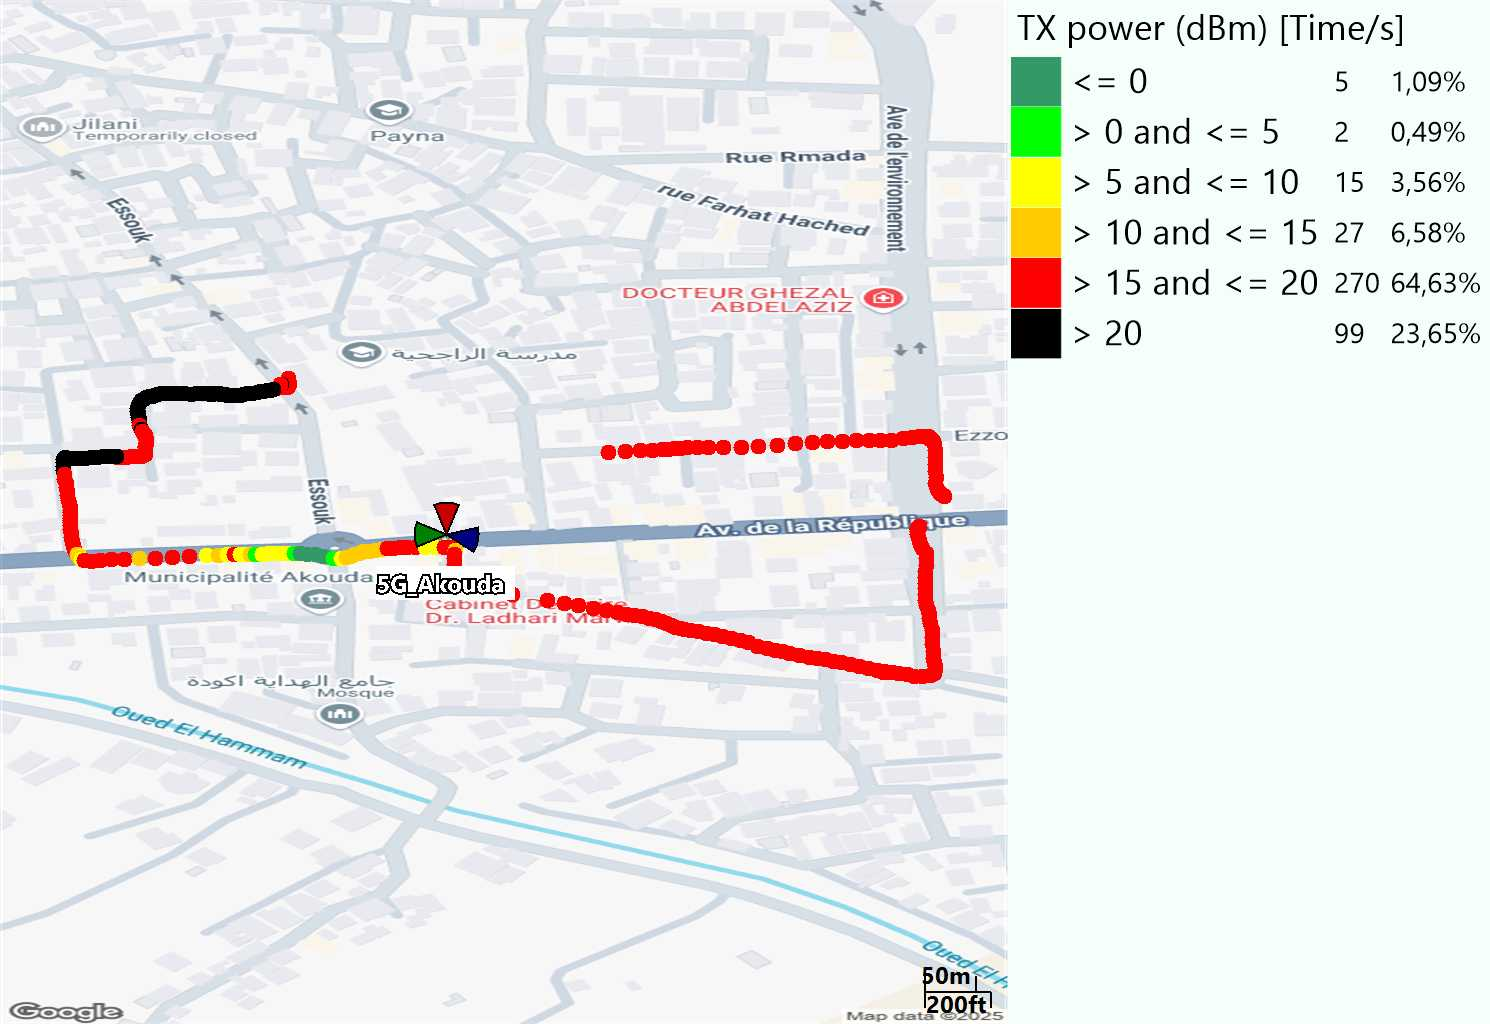 TX power (dBm) [Time/s]
<= 0 5 1,09%
> 0 and <= 5 2 0,49%
> 5 and <= 10 15 3,56%
> 10 and <= 15 27 6,58%
> 15 and <= 20 270 64,63%
> 20 99 23,65%
Jilani
Temporarily closed
Payna
Ave de l'environnement
Rue Rmada
rue Farhat Hached
Essouk
DOCTEUR GHEZAL
ABDELAZIZ
مدرسة الراجحية
Ezzo
Essouk
Av. de la République
Municipalité Akouda
5G_Akouda
Cabinet
Dr. Ladhari
جامع الهداية اكودة
Mosque
Oued El Hammam
Oued El H
50m
200ft
Google
Map data ©2025